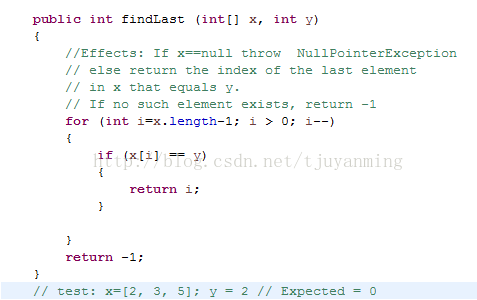 public int findLast (int[] x, int y)
{
//Effects: If x==null throw  NullPointerException
// else return the index of the last element
// in x that equals y.
// If no such element exists, return -1
for (int i=x.length-1; i > 0; i--)
{
if (x[i] == y)
http://blog.csdn.net/tjuyanming
{
return i;
}
}
return -1;
}
// test: x=[2, 3, 5]; y = 2 // Expected = 0